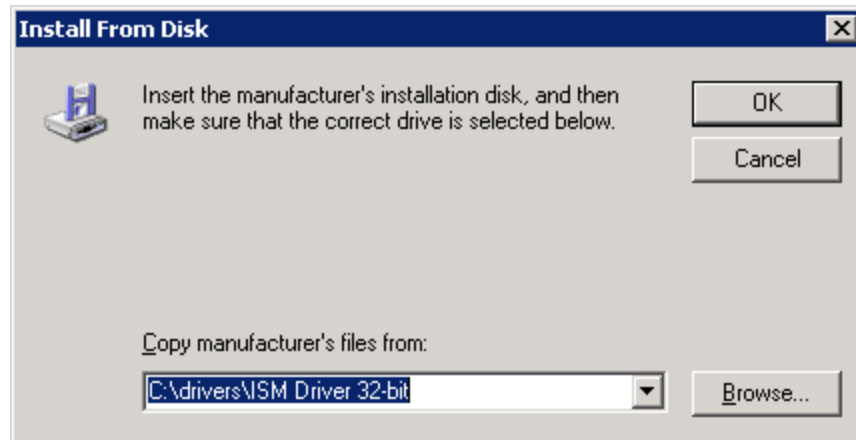 Install From Disk
Insert the manufacturer's installation disk, and then
make sure that the correct drive is selected below.
OK
Cancel
Copy manufacturer's files from:
C:\drivers\ISM Driver 32-bit
Browse...